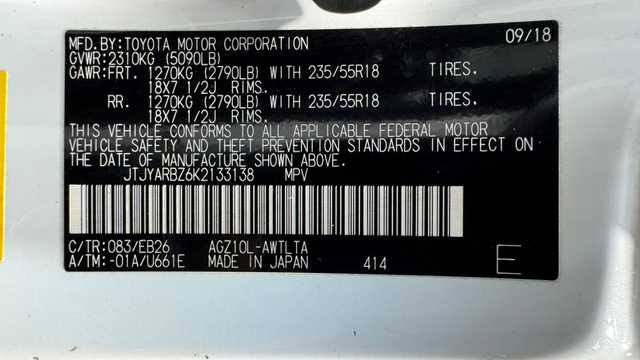 MFD.BY:TOYOTA MOTOR CORPORATION 09/18
GVWR:2310KG (5090LB)
GAWR:FRT. 1270KG (2790LB) WITH 235/55R18 TIRES.
18X7 1/2J RIMS.
RR. 1270KG (2790LB) WITH 235/55R18 TIRES.
18X7 1/2J RIMS.
THIS VEHICLE CONFORMS TO ALL APPLICABLE FEDERAL MOTOR
VEHICLE SAFETY AND THEFT PREVENTION STANDARDS IN EFFECT ON
THE DATE OF MANUFACTURE SHOWN ABOVE.
JTJYARBZ6K2133138 MPV
C/TR:083/EB26 AGZ10L-AWTLTA
A/TM:-01A/U661E MADE IN JAPAN 414 E